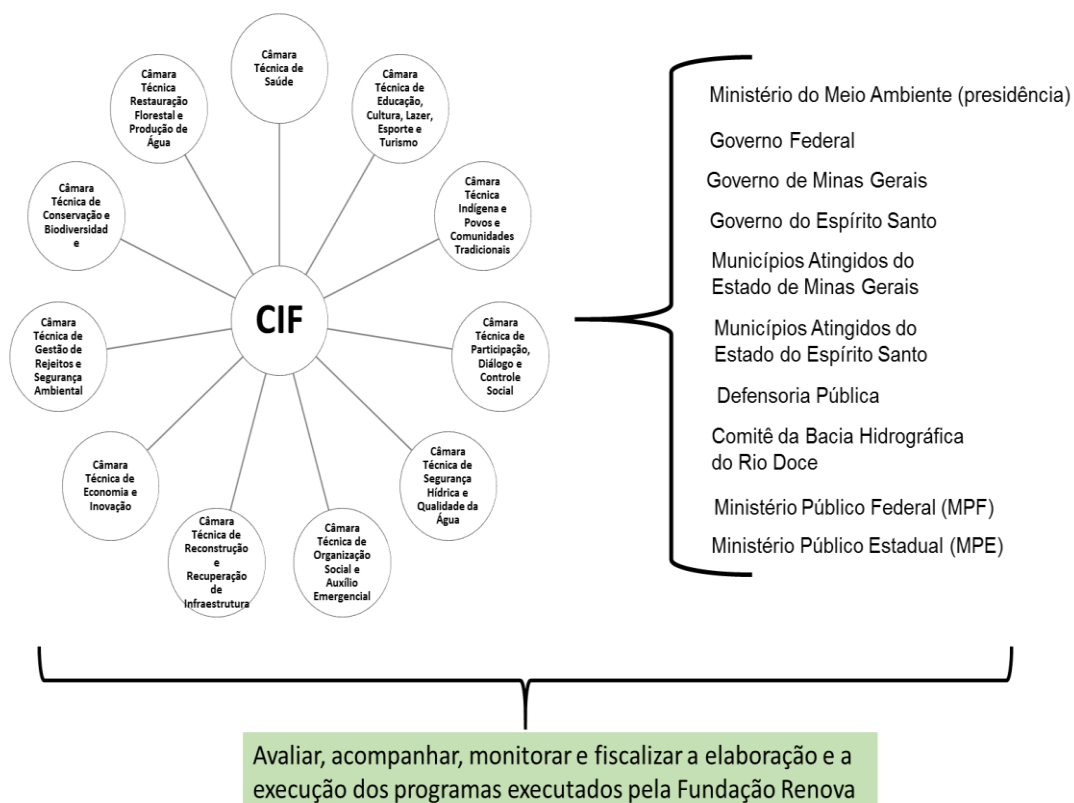 Câmara
Técnica de
Saúde
Câmara
Técnica de
Educação,
Cultura, Lazer,
Esporte e
Turismo
Câmara
Técnica
Indígena e
Povos e
Comunidades
Tradicionais
Câmara
Técnica de
Participação,
Diálogo e
Controle
Social
Câmara
Técnica de
Segurança
Hídrica e
Qualidade da
Água
Câmara
Técnica de
Organização
Social e
Auxílio
Emergencial
Câmara
Técnica de
Reconstrução
e
Recuperação
de
Infraestrutura
Câmara
Técnica de
Economia e
Inovação
Câmara
Técnica de
Gestão de
Rejeitos e
Segurança
Ambiental
Câmara
Técnica de
Conservação e
Biodiversidad
e
Câmara
Técnica
Restauração
Florestal e
Produção de
Água
CIF
Ministério do Meio Ambiente (presidência)
Governo Federal
Governo de Minas Gerais
Governo do Espírito Santo
Municípios Atingidos do
Estado de Minas Gerais
Municípios Atingidos do
Estado do Espírito Santo
Defensoria Pública
Comitê da Bacia Hidrográfica
do Rio Doce
Ministério Público Federal (MPF)
Ministério Público Estadual (MPE)
Avaliar, acompanhar, monitorar e fiscalizar a elaboração e a
execução dos programas executados pela Fundação Renova